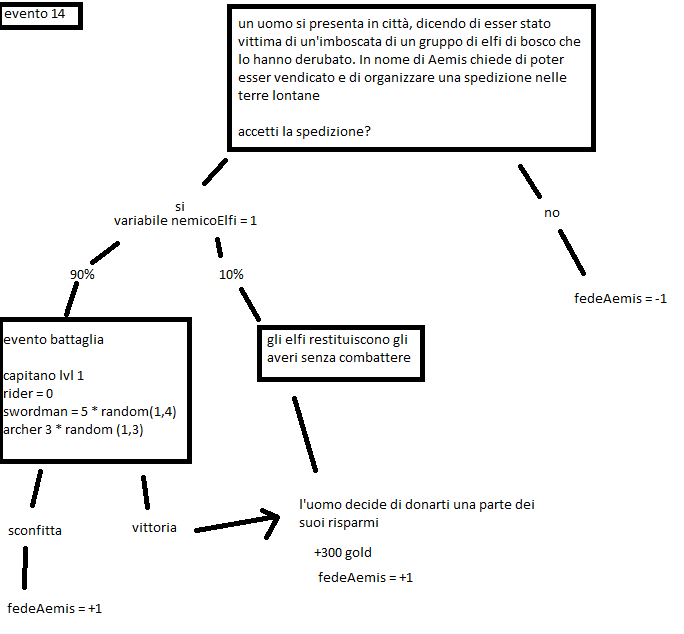 evento 14
un uomo si presenta in città, dicendo di esser stato
vittima di un'imboscata di un gruppo di elfi di bosco che
lo hanno derubato. In nome di Aemis chiede di poter
esser vendicato e di organizzare una spedizione nelle
terre lontane
accetti la spedizione?
si
variabile nemicoElfi = 1
no
90%
10%
fedeAemis = -1
evento battaglia
capitano lvl 1
rider = 0
swordman = 5 * random(1,4)
archer 3 * random (1,3)
gli elfi restituiscono gli
averi senza combattere
sconfitta
vittoria
l'uomo decide di donarti una parte dei
suoi risparmi
+300 gold
fedeAemis = +1
fedeAemis = +1